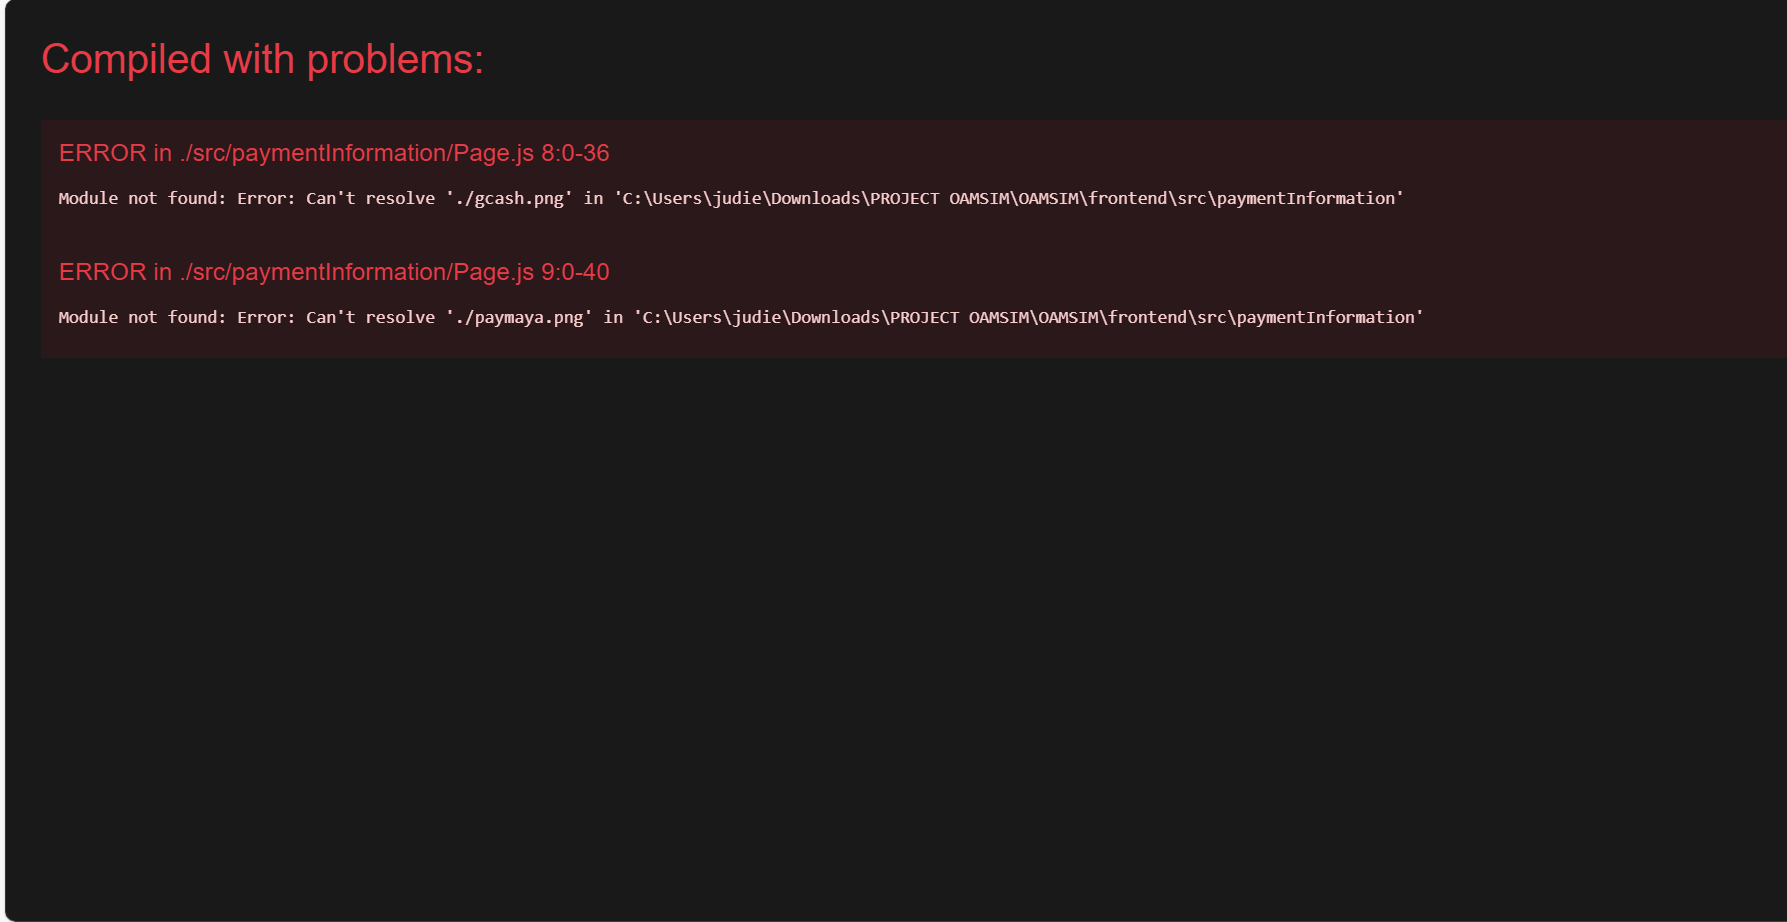 Compiled with problems:
ERROR in ./src/paymentInformation/Page.js 8:0-36
Module not found: Error: Can't resolve './gcash.png' in 'C:\Users\judie\Downloads\PROJECT OAMSIM\OAMSIM\frontend\src\paymentInformation'
ERROR in ./src/paymentInformation/Page.js 9:0-40
Module not found: Error: Can't resolve './paymaya.png' in 'C:\Users\judie\Downloads\PROJECT OAMSIM\OAMSIM\frontend\src\paymentInformation'